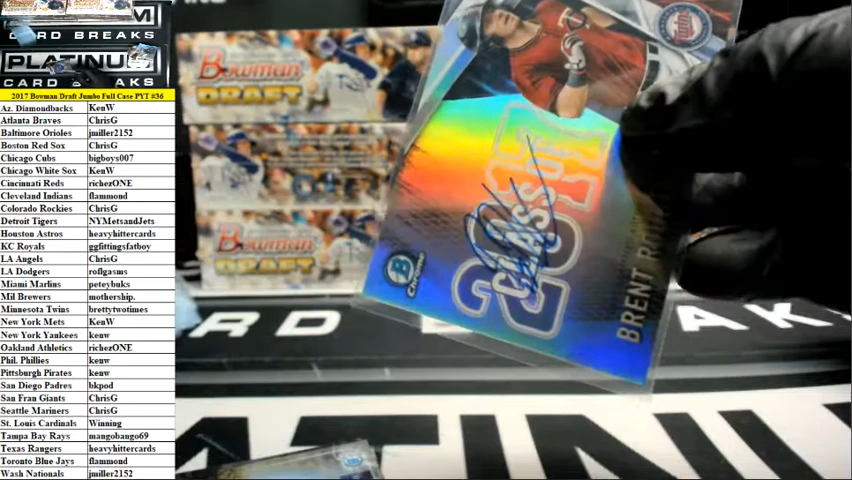 CARD BREAKS
PLATINUM
CARD BREAKS
2017 Bowman Draft Jumbo Full Case PYT #36
Az. Diamondbacks KenW
Atlanta Braves ChrisG
Baltimore Orioles jmiller2152
Boston Red Sox ChrisG
Chicago Cubs bigboys007
Chicago White Sox KenW
Cincinnati Reds richezONE
Cleveland Indians flammond
Colorado Rockies ChrisG
Detroit Tigers NYMetsandJets
Houston Astros heavyhittercards
KC Royals ggfittingsfatboy
LA Angels ChrisG
LA Dodgers roflgasms
Miami Marlins peteybuks
Mil Brewers mothership.
Minnesota Twins brettytwotimes
New York Mets KenW
New York Yankees kenw
Oakland Athletics richezONE
Phil. Phillies kenw
Pittsburgh Pirates kenw
San Diego Padres bkpod
San Fran Giants ChrisG
Seattle Mariners ChrisG
St. Louis Cardinals Winning
Tampa Bay Rays mangobango69
Texas Rangers heavyhittercards
Toronto Blue Jays flammond
Wash Nationals jmiller2152
Bowman
DRAFT
Bowman
DRAFT
Twins
CLASS OF
2017
B
Chrome
BRENT